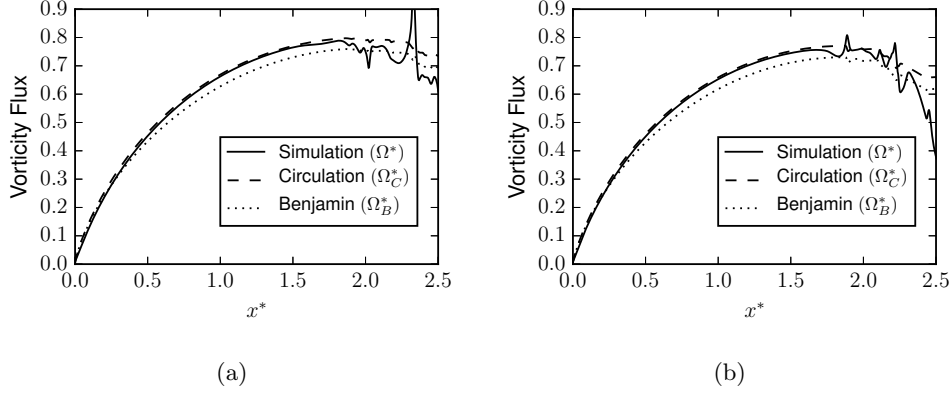 0.9
0.8
0.7
0.6
0.5
0.4
0.3
0.2
0.1
0.0
Vorticity Flux
Simulation (Ω*)
Circulation (Ω*_C)
Benjamin (Ω*_B)
0.0 0.5 1.0 1.5 2.0 2.5
x*
(a)
0.9
0.8
0.7
0.6
0.5
0.4
0.3
0.2
0.1
0.0
Vorticity Flux
Simulation (Ω*)
Circulation (Ω*_C)
Benjamin (Ω*_B)
0.0 0.5 1.0 1.5 2.0 2.5
x*
(b)